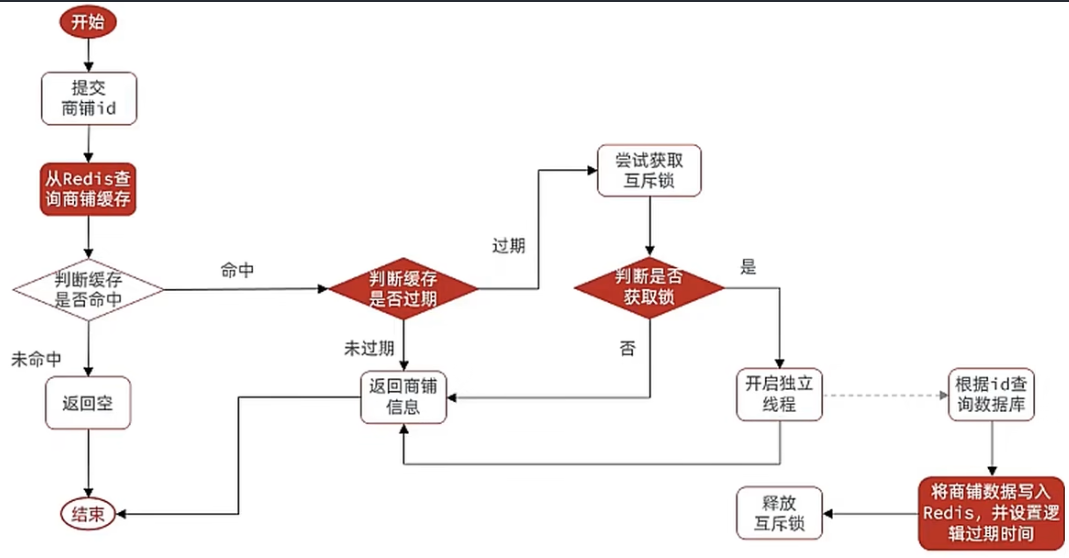 开始
提交
商铺id
从Redis查
询商铺缓存
判断缓存
是否命中
命中
未命中
返回空
结束
判断缓存
是否过期
过期
未过期
返回商铺
信息
尝试获取
互斥锁
判断是否
获取锁
是
否
开启独立
线程
根据id查
询数据库
将商铺数据写入
Redis，并设置逻
辑过期时间
释放
互斥锁